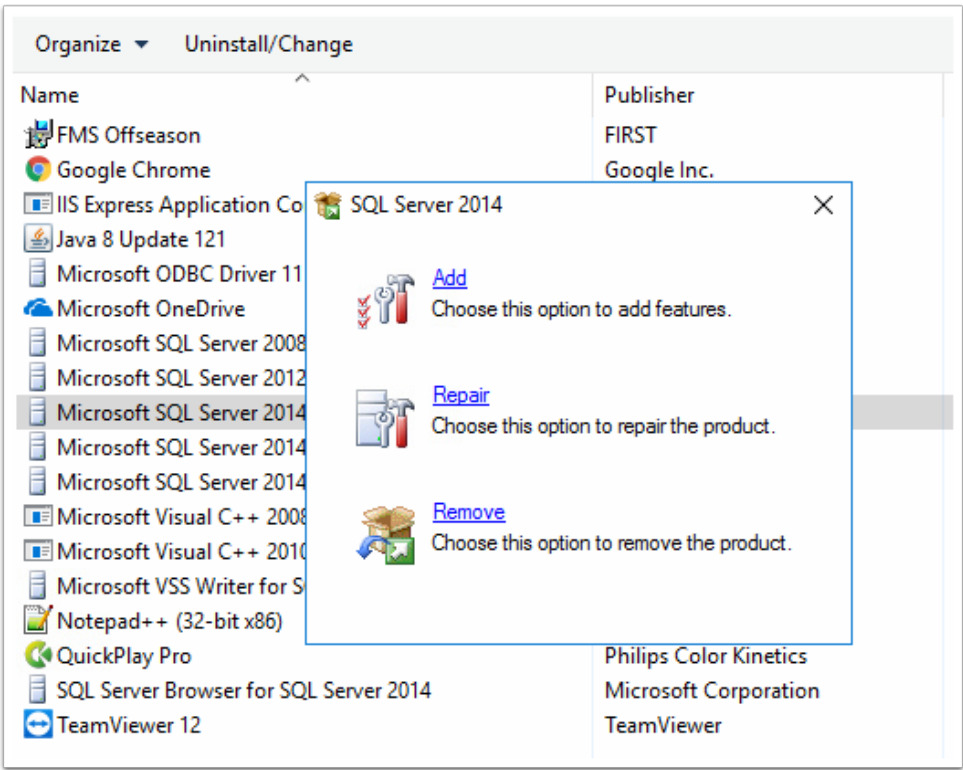 Organize Uninstall/Change
Name Publisher
FMS Offseason FIRST
Google Chrome Google Inc.
IIS Express Application Co
Java 8 Update 121
Microsoft ODBC Driver 11
Microsoft OneDrive
Microsoft SQL Server 2008
Microsoft SQL Server 2012
Microsoft SQL Server 2014
Microsoft SQL Server 2014
Microsoft SQL Server 2014
Microsoft Visual C++ 2008
Microsoft Visual C++ 2010
Microsoft VSS Writer for S
Notepad++ (32-bit x86)
QuickPlay Pro Philips Color Kinetics
SQL Server Browser for SQL Server 2014 Microsoft Corporation
TeamViewer 12 TeamViewer
SQL Server 2014
Add
Choose this option to add features.
Repair
Choose this option to repair the product.
Remove
Choose this option to remove the product.